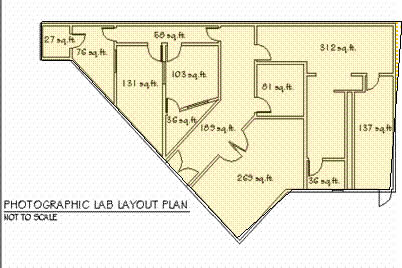 27 sq.ft.
58 sq.ft.
76 sq.ft.
312 sq.ft.
103 sq.ft.
131 sq.ft.
81 sq.ft.
36 sq.ft.
189 sq.ft.
137 sq.ft.
269 sq.ft.
36 sq.ft.
PHOTOGRAPHIC LAB LAYOUT PLAN
NOT TO SCALE